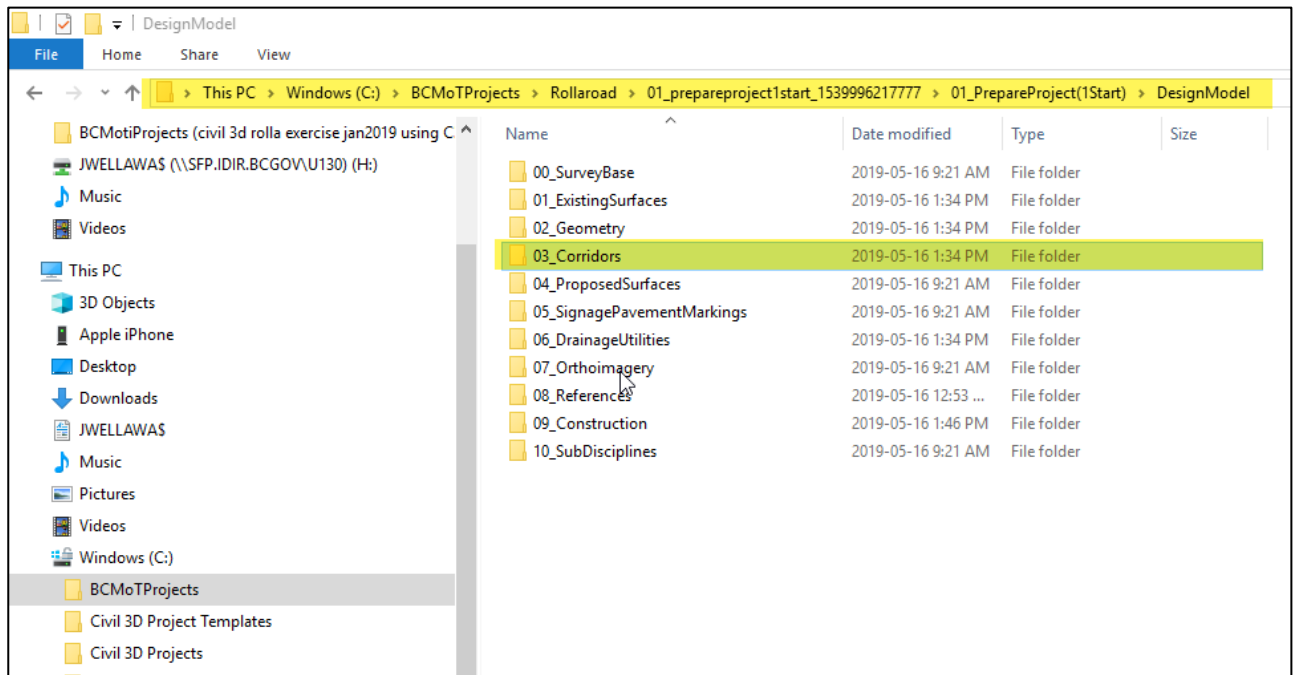 DesignModel
File Home Share View
This PC > Windows (C:) > BCMoTProjects > Rollaroad > 01_prepareproject1start_1539996217777 > 01_PrepareProject(1Start) > DesignModel
BCMotiProjects (civil 3d rolla exercise jan2019 using C
JWELLAWA$ (\\SFP.IDIR.BCGOV\U130) (H:)
Music
Videos
This PC
3D Objects
Apple iPhone
Desktop
Downloads
JWELLAWA$
Music
Pictures
Videos
Windows (C:)
BCMoTProjects
Civil 3D Project Templates
Civil 3D Projects
Name Date modified Type Size
00_SurveyBase 2019-05-16 9:21 AM File folder
01_ExistingSurfaces 2019-05-16 1:34 PM File folder
02_Geometry 2019-05-16 1:34 PM File folder
03_Corridors 2019-05-16 1:34 PM File folder
04_ProposedSurfaces 2019-05-16 9:21 AM File folder
05_SignagePavementMarkings 2019-05-16 9:21 AM File folder
06_DrainageUtilities 2019-05-16 1:34 PM File folder
07_Orthoimagery 2019-05-16 9:21 AM File folder
08_References 2019-05-16 12:53 ... File folder
09_Construction 2019-05-16 1:46 PM File folder
10_SubDisciplines 2019-05-16 9:21 AM File folder